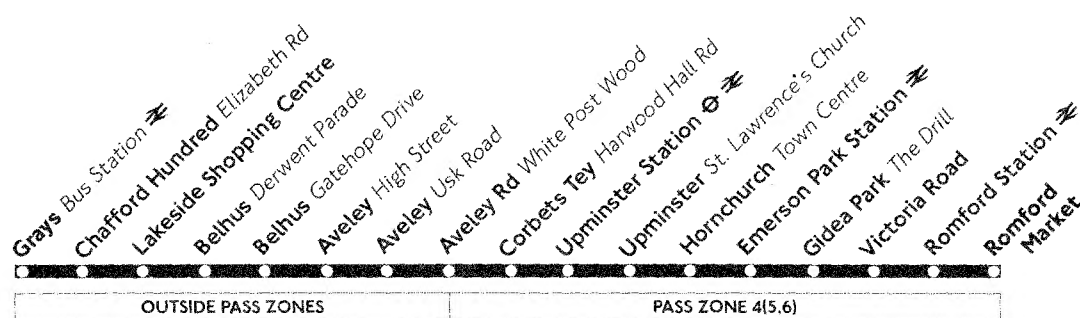 Grays Bus Station
Chafford Hundred Elizabeth Rd
Lakeside Shopping Centre
Belhus Derwent Parade
Belhus Gatehope Drive
Aveley High Street
Aveley Usk Road
Aveley Rd White Post Wood
Corbets Tey Harwood Hall Rd
Upminster Station
Upminster St. Lawrence's Church
Hornchurch Town Centre
Emerson Park Station
Gidea Park The Drill
Victoria Road
Romford Station
Romford
Market
OUTSIDE PASS ZONES
PASS ZONE 4(5,6)